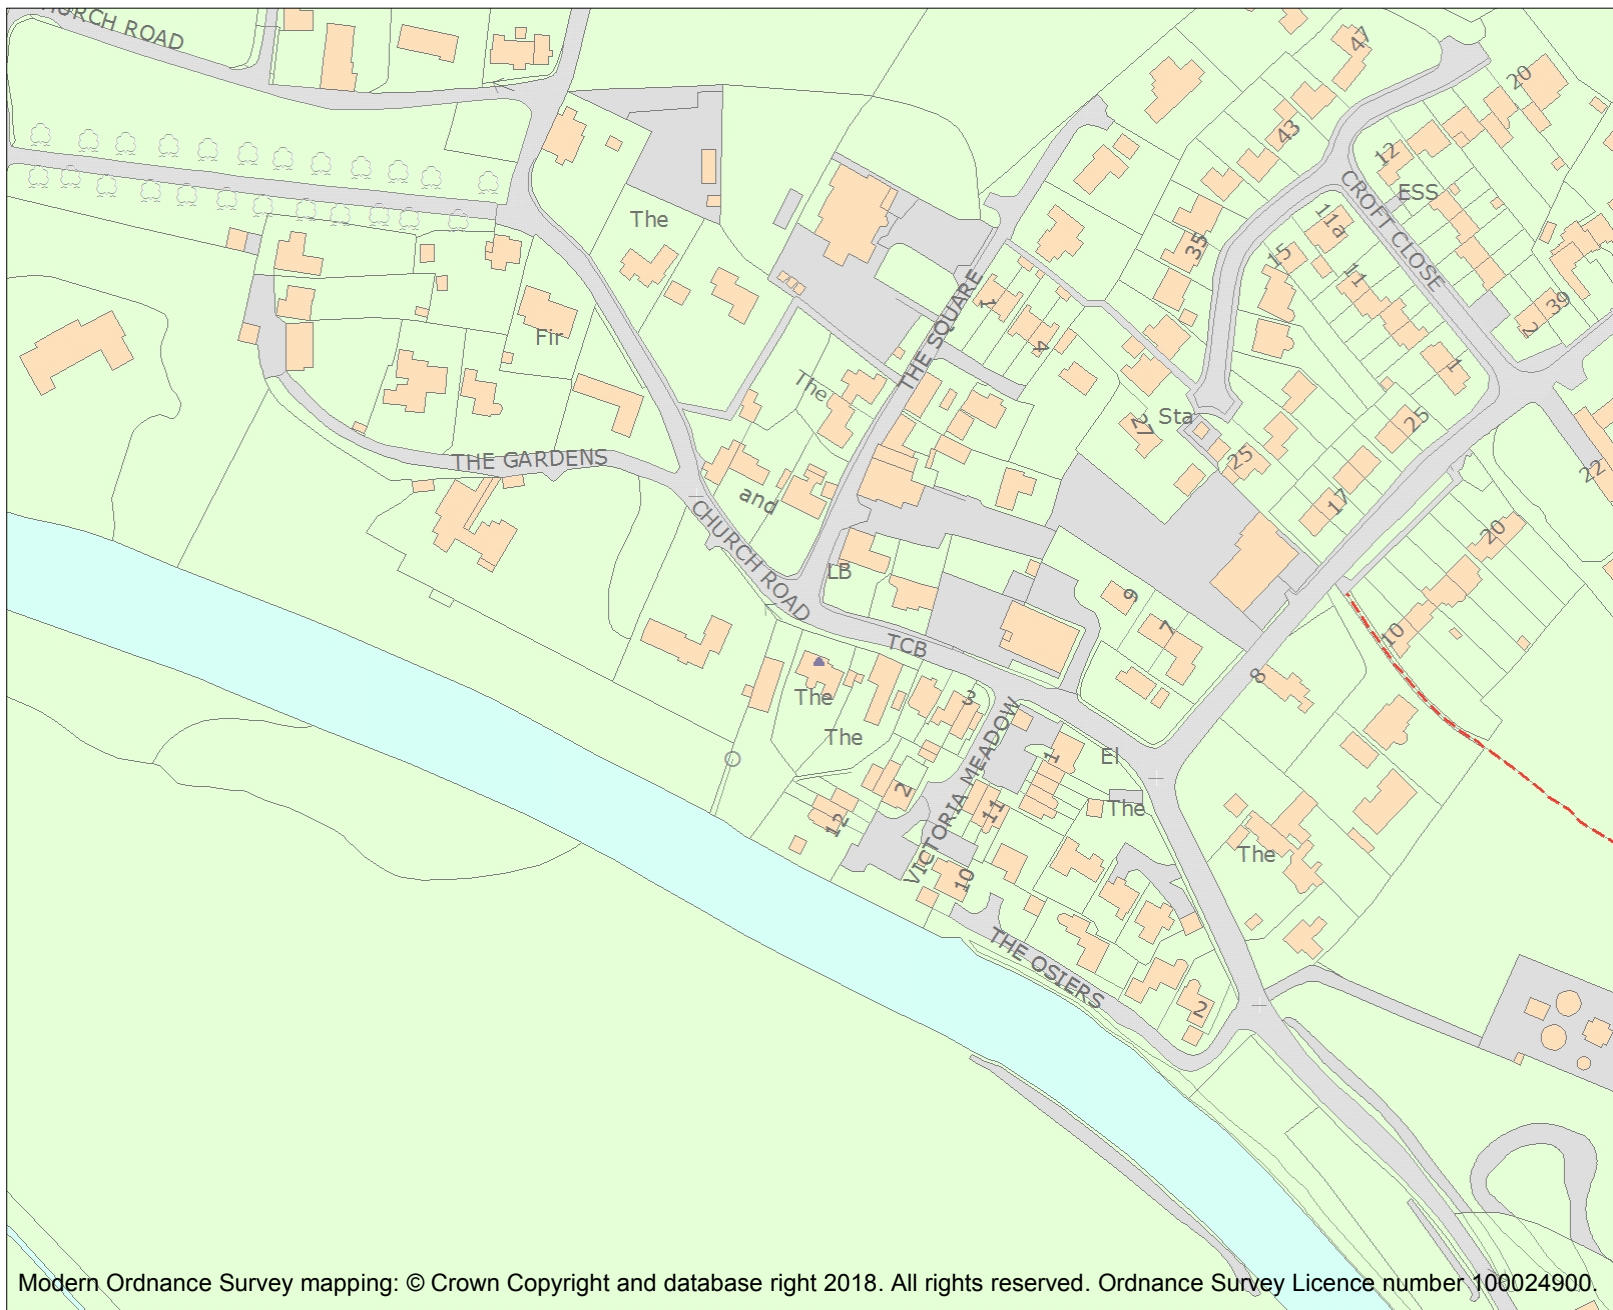 CHURCH ROAD
47
20
43
12
CROFT CLOSE
ESS
11a
The
35
15
11
THE SQUARE
1
39
2
4
Fir
1
The
Sta
27
25
THE GARDENS
25
22
and
17
CHURCH ROAD
20
LB
9
7
10
TCB
8
The
3
The
VICTORIA MEADOW
1
El
2
11
The
12
The
10
THE OSIERS
2
Modern Ordnance Survey mapping: © Crown Copyright and database right 2018. All rights reserved. Ordnance Survey Licence number 100024900.